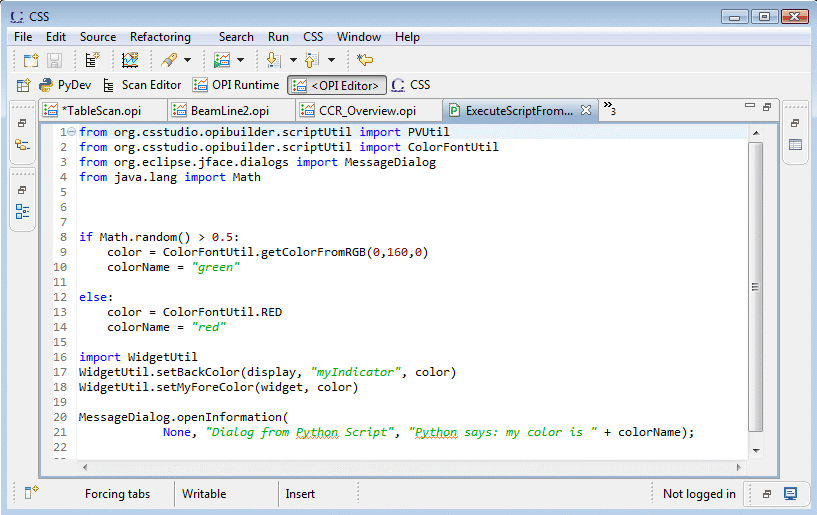 CSS
File Edit Source Refactoring Search Run CSS Window Help
PyDev Scan Editor OPI Runtime <OPI Editor> CSS
*TableScan.opi BeamLine2.opi CCR_Overview.opi ExecuteScriptFrom... »3
1 from org.csstudio.opibuilder.scriptUtil import PVUtil
2 from org.csstudio.opibuilder.scriptUtil import ColorFontUtil
3 from org.eclipse.jface.dialogs import MessageDialog
4 from java.lang import Math
5
6
7
8 if Math.random() > 0.5:
9     color = ColorFontUtil.getColorFromRGB(0,160,0)
10     colorName = "green"
11
12 else:
13     color = ColorFontUtil.RED
14     colorName = "red"
15
16 import WidgetUtil
17 WidgetUtil.setBackColor(display, "myIndicator", color)
18 WidgetUtil.setMyForeColor(widget, color)
19
20 MessageDialog.openInformation(
21             None, "Dialog from Python Script", "Python says: my color is " + colorName);
22
Forcing tabs Writable Insert Not logged in